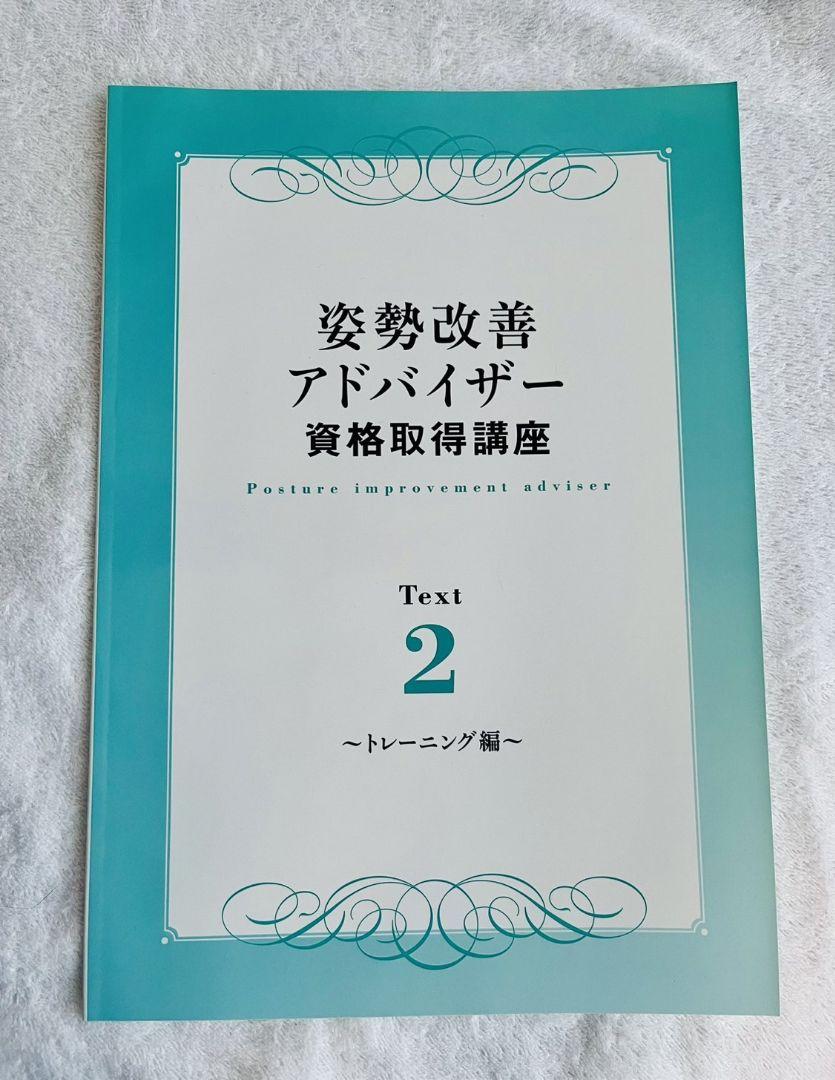 姿勢改善
アドバイザー
資格取得講座
Posture improvement adviser
Text
2
～トレーニング編～